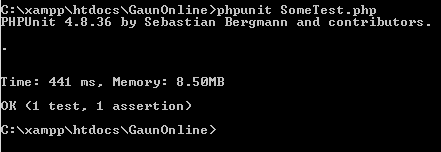 C:\xampp\htdocs\GaunOnline>phpunit SomeTest.php
PHPUnit 4.8.36 by Sebastian Bergmann and contributors.
.
Time: 441 ms, Memory: 8.50MB
OK (1 test, 1 assertion)
C:\xampp\htdocs\GaunOnline>